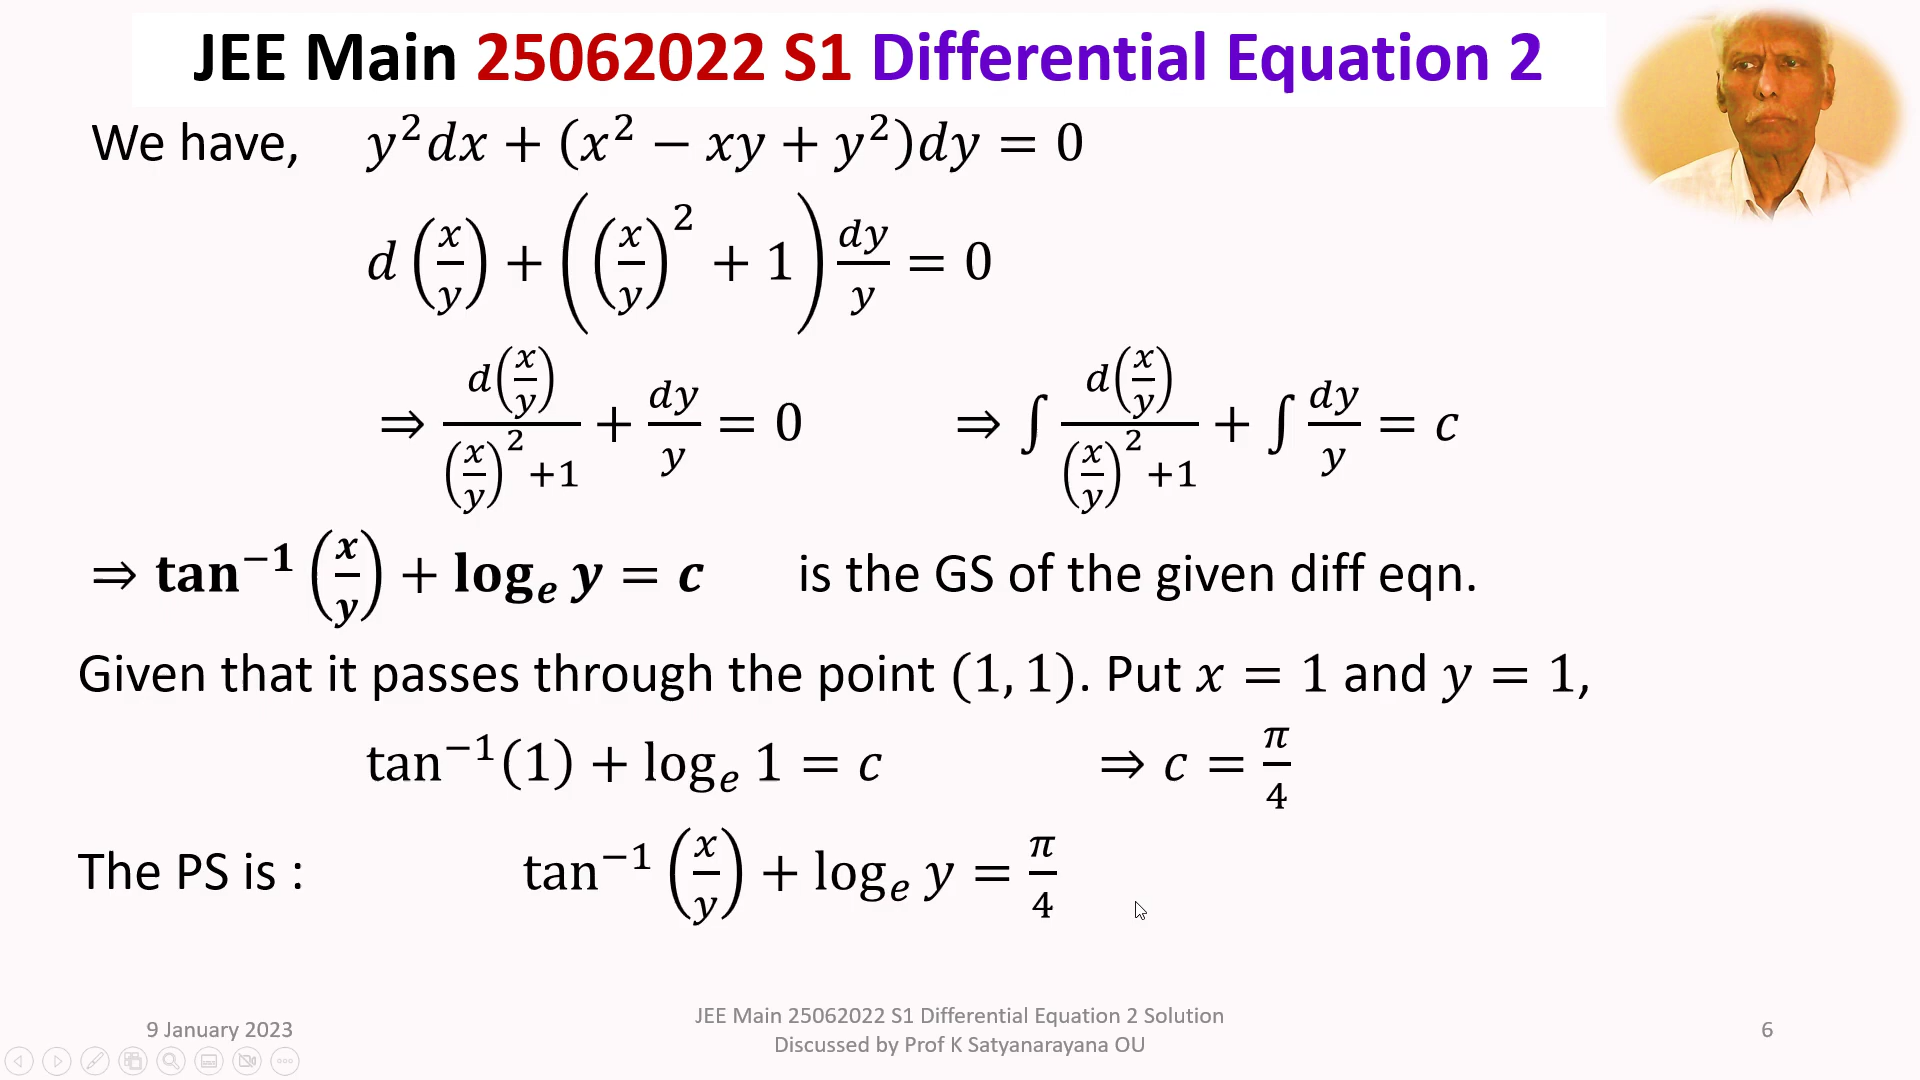 JEE Main 25062022 S1 Differential Equation 2
We have, y²dx + (x² − xy + y²)dy = 0
d(x/y) + ((x/y)² + 1) dy/y = 0
⇒ d(x/y)/((x/y)²+1) + dy/y = 0 ⇒ ∫ d(x/y)/((x/y)²+1) + ∫ dy/y = c
⇒ tan⁻¹(x/y) + logₑ y = c is the GS of the given diff eqn.
Given that it passes through the point (1, 1). Put x = 1 and y = 1,
tan⁻¹(1) + logₑ 1 = c ⇒ c = π/4
The PS is : tan⁻¹(x/y) + logₑ y = π/4
JEE Main 25062022 S1 Differential Equation 2 Solution
9 January 2023
Discussed by Prof K Satyanarayana OU
6